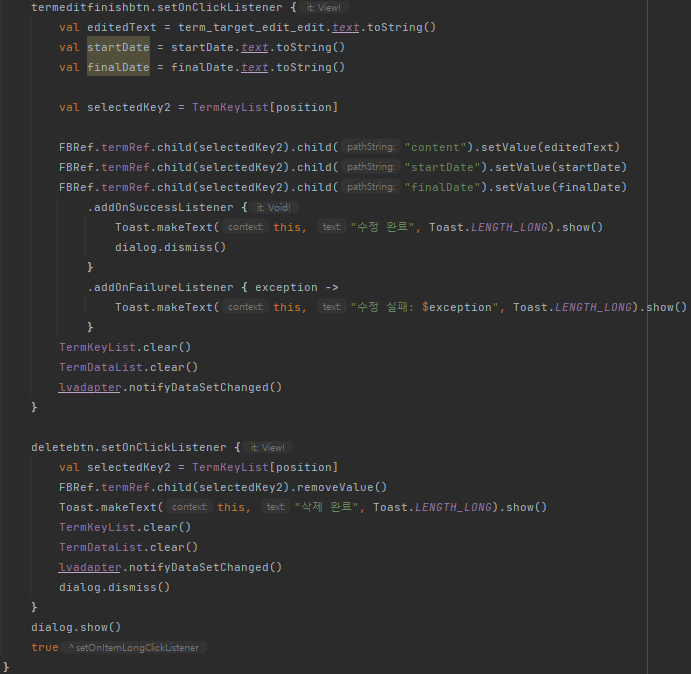 termeditfinishbtn.setOnClickListener { it: View!
val editedText = term_target_edit_edit.text.toString()
val startDate = startDate.text.toString()
val finalDate = finalDate.text.toString()
val selectedKey2 = TermKeyList[position]
FBRef.termRef.child(selectedKey2).child( pathString: "content").setValue(editedText)
FBRef.termRef.child(selectedKey2).child( pathString: "startDate").setValue(startDate)
FBRef.termRef.child(selectedKey2).child( pathString: "finalDate").setValue(finalDate)
.addOnSuccessListener { it: Void!
Toast.makeText( context: this, text: "수정 완료", Toast.LENGTH_LONG).show()
dialog.dismiss()
}
.addOnFailureListener { exception ->
Toast.makeText( context: this, text: "수정 실패: $exception", Toast.LENGTH_LONG).show()
}
TermKeyList.clear()
TermDataList.clear()
lvadapter.notifyDataSetChanged()
}
deletebtn.setOnClickListener { it: View!
val selectedKey2 = TermKeyList[position]
FBRef.termRef.child(selectedKey2).removeValue()
Toast.makeText( context: this, text: "삭제 완료", Toast.LENGTH_LONG).show()
TermKeyList.clear()
TermDataList.clear()
lvadapter.notifyDataSetChanged()
dialog.dismiss()
}
dialog.show()
true ^setOnItemLongClickListener
}